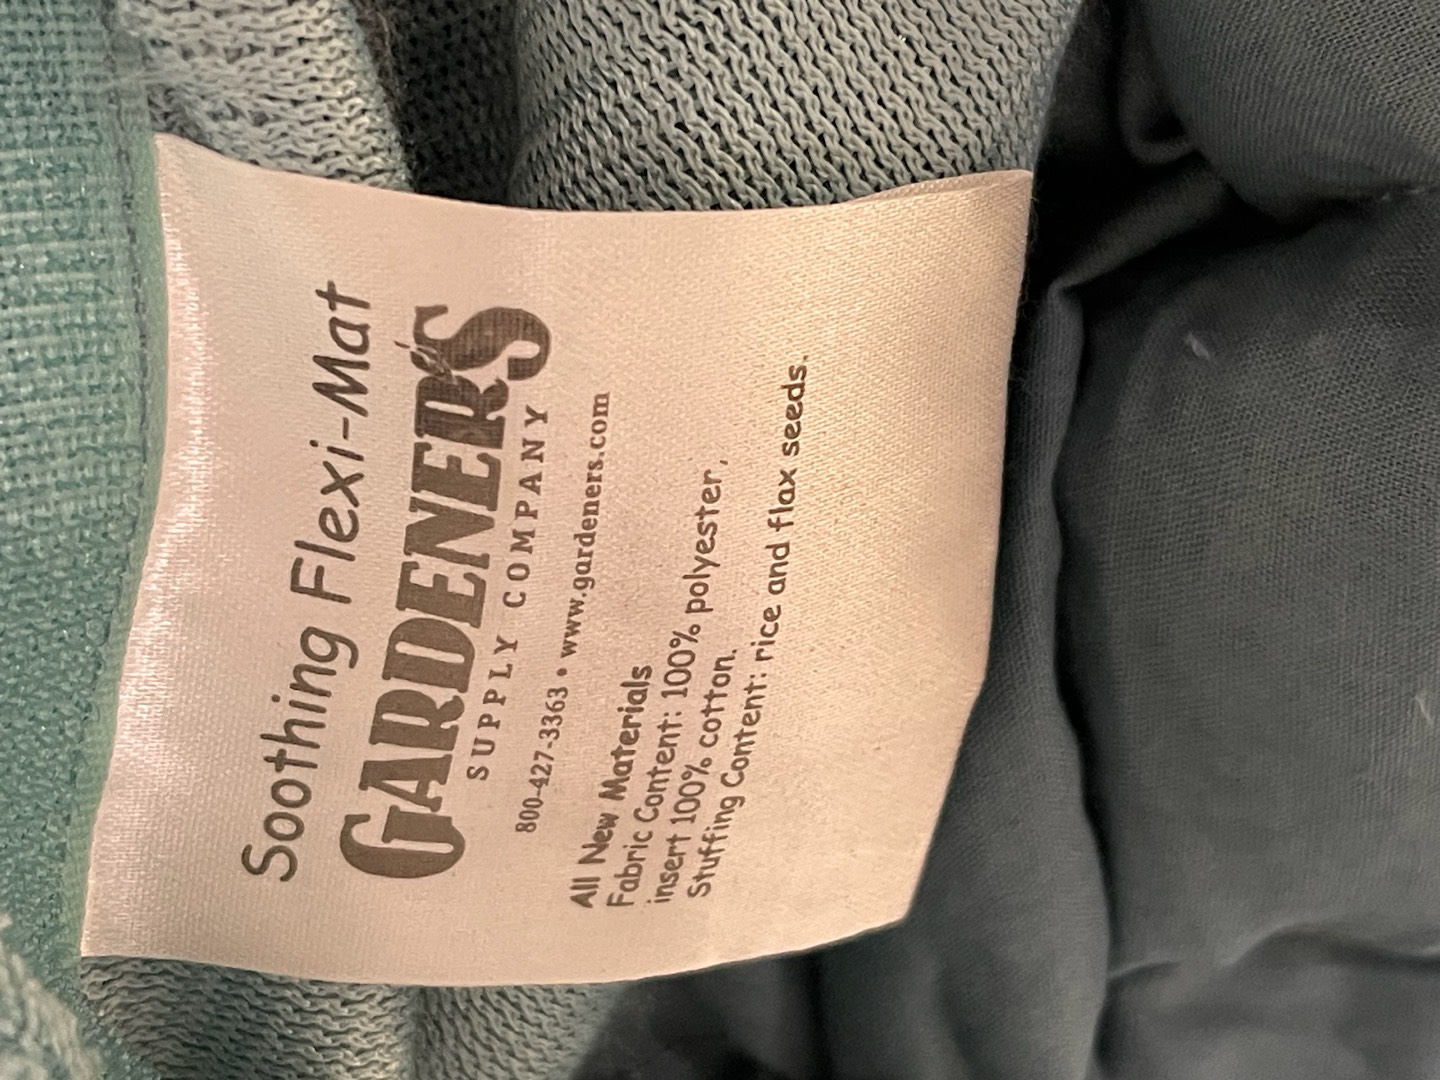 Soothing Flexi-Mat
GARDENER'S
SUPPLY COMPANY
800-427-3363 • www.gardeners.com
All New Materials
Fabric Content: 100% polyester,
insert 100% cotton.
Stuffing Content: rice and flax seeds.